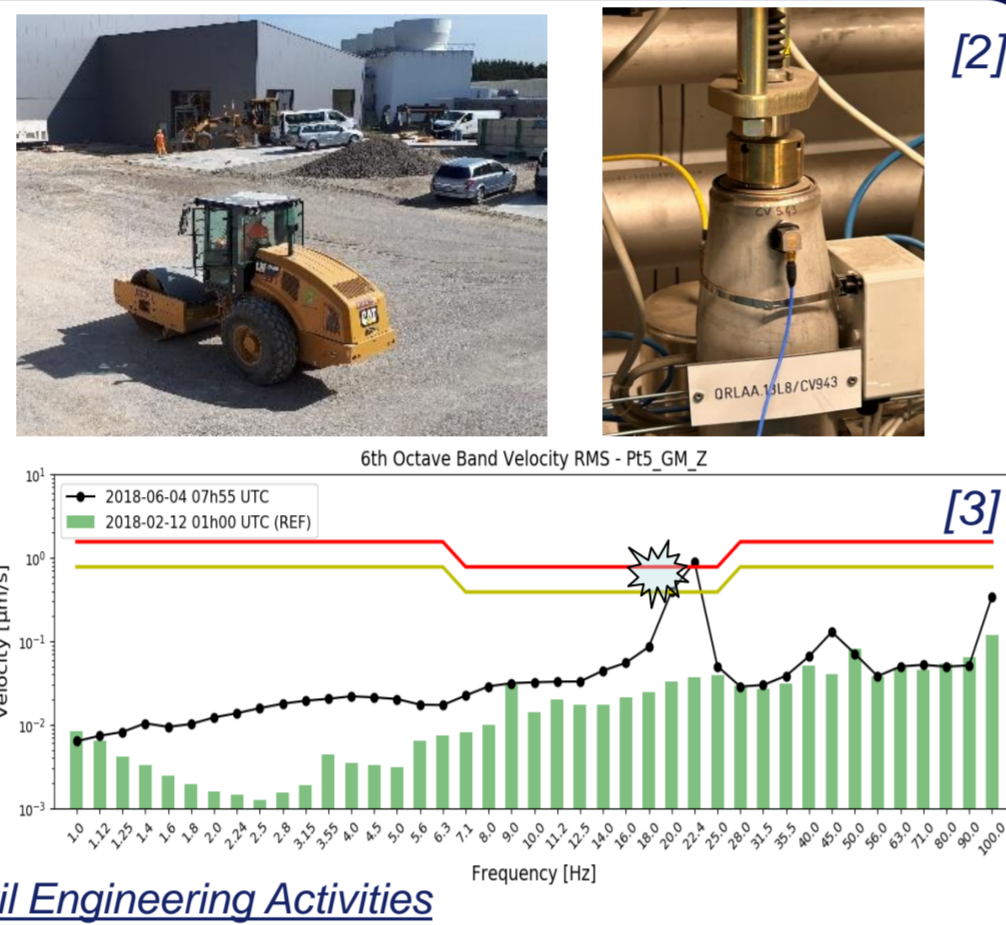 [2]
CAT
CV 943
QRLAA.13L8/CV943
6th Octave Band Velocity RMS - Pt5_GM_Z
[3]
2018-06-04 07h55 UTC
2018-02-12 01h00 UTC (REF)
10^1
10^0
10^-1
10^-2
10^-3
Velocity [μm/s]
1.0 1.12 1.25 1.4 1.6 1.8 2.0 2.24 2.5 2.8 3.15 3.55 4.0 4.5 5.0 5.6 6.3 7.1 8.0 9.0 10.0 11.2 12.5 14.0 16.0 18.0 20.0 22.4 25.0 28.0 31.5 35.5 40.0 45.0 50.0 56.0 63.0 71.0 80.0 90.0 100.0
Frequency [Hz]
il Engineering Activities